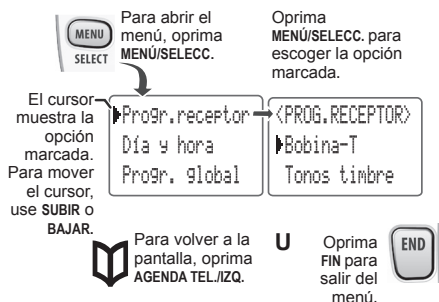 Para abrir el
menú, oprima
MENÚ/SELECC.
Oprima
MENÚ/SELECC. para
escoger la opción
marcada.
MENU
SELECT
El cursor
muestra la
opción
marcada.
Para mover
el cursor,
use SUBIR o
BAJAR.
Progr.receptor
Día y hora
Progr. global
<PROG.RECEPTOR>
Bobina-T
Tonos timbre
Para volver a la
pantalla, oprima
AGENDA TEL./IZQ.
U
Oprima
FIN para
salir del
menú.
END